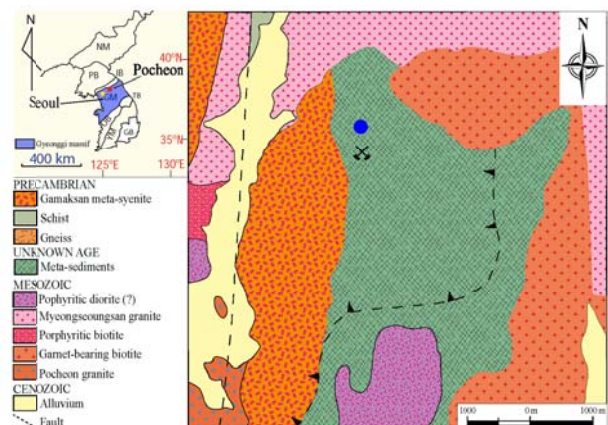 N
NM
40°N
PB
IB
Pocheon
Seoul
GM
TB
35°N
GB
Gyeonggi massif
400 km
125°E
130°E
PRECAMBRIAN
Gamaksan meta-syenite
Schist
Gneiss
UNKNOWN AGE
Meta-sediments
MESOZOIC
Pophyritic diorite (?)
Myeongseoungsan granite
Porphyritic biotite
Garnet-bearing biotite
Pocheon granite
CENOZOIC
Alluvium
Fault
N
1000
0 m
1000 m